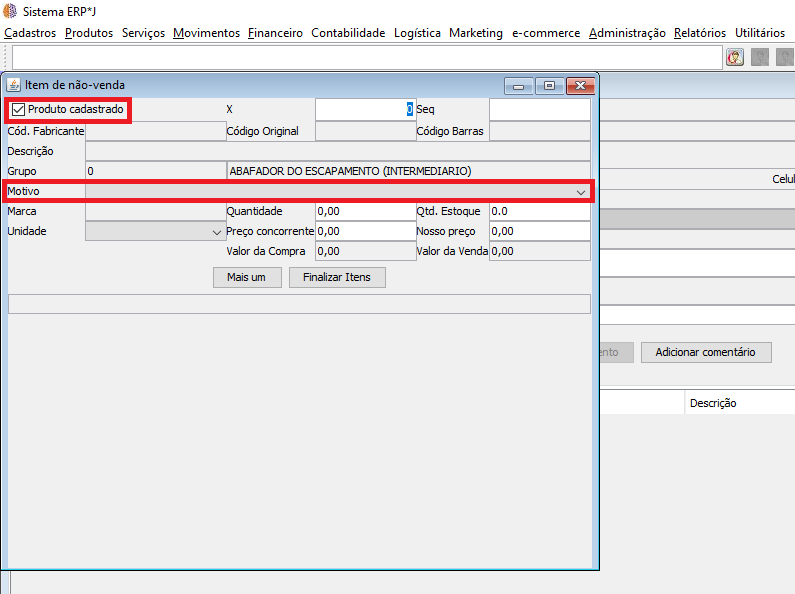 Sistema ERP*J
Cadastros Produtos Serviços Movimentos Financeiro Contabilidade Logística Marketing e-commerce Administração Relatórios Utilitários
Item de não-venda
Produto cadastrado X 0 Seq
Cód. Fabricante Código Original Código Barras
Descrição
Grupo 0 ABAFADOR DO ESCAPAMENTO (INTERMEDIARIO)
Celul
Motivo
Marca Quantidade 0,00 Qtd. Estoque 0.0
Unidade Preço concorrente 0,00 Nosso preço 0,00
Valor da Compra 0,00 Valor da Venda 0,00
Mais um Finalizar Itens
ento Adicionar comentário
Descrição